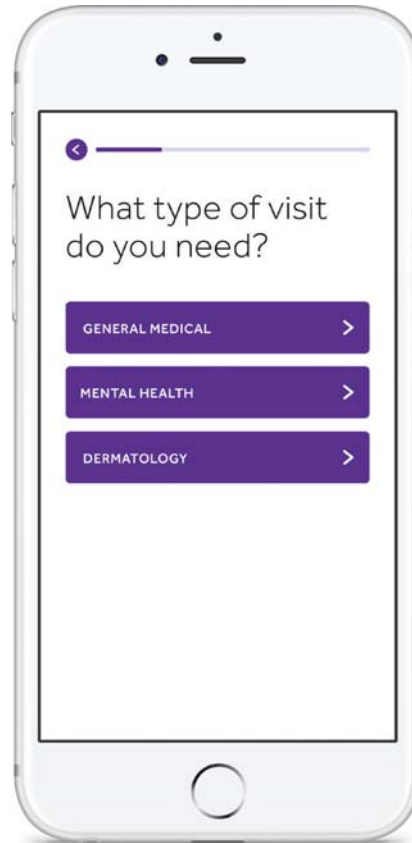 What type of visit
do you need?
GENERAL MEDICAL
MENTAL HEALTH
DERMATOLOGY